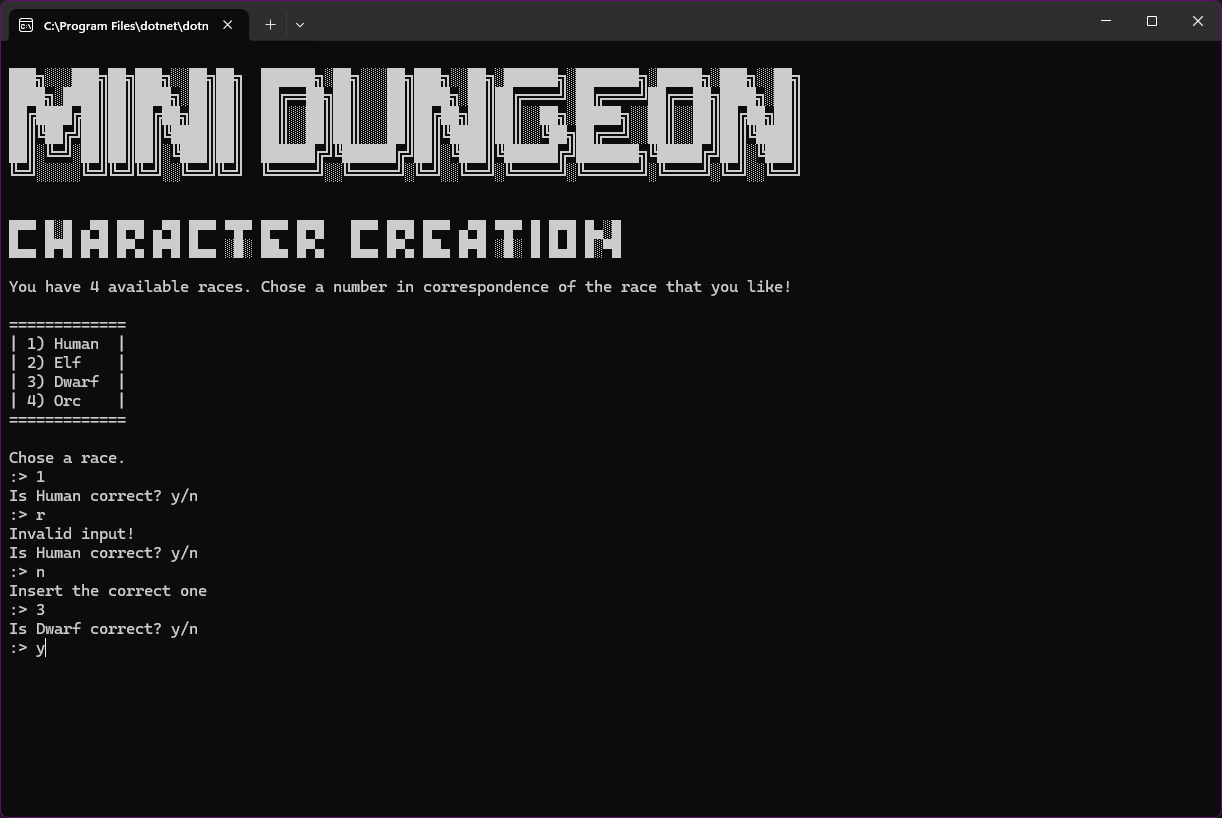 C:\Program Files\dotnet\dotn
MINI DUNGEON
CHARACTER CREATION
You have 4 available races. Chose a number in correspondence of the race that you like!
=============
| 1) Human  |
| 2) Elf    |
| 3) Dwarf  |
| 4) Orc    |
=============
Chose a race.
:> 1
Is Human correct? y/n
:> r
Invalid input!
Is Human correct? y/n
:> n
Insert the correct one
:> 3
Is Dwarf correct? y/n
:> y